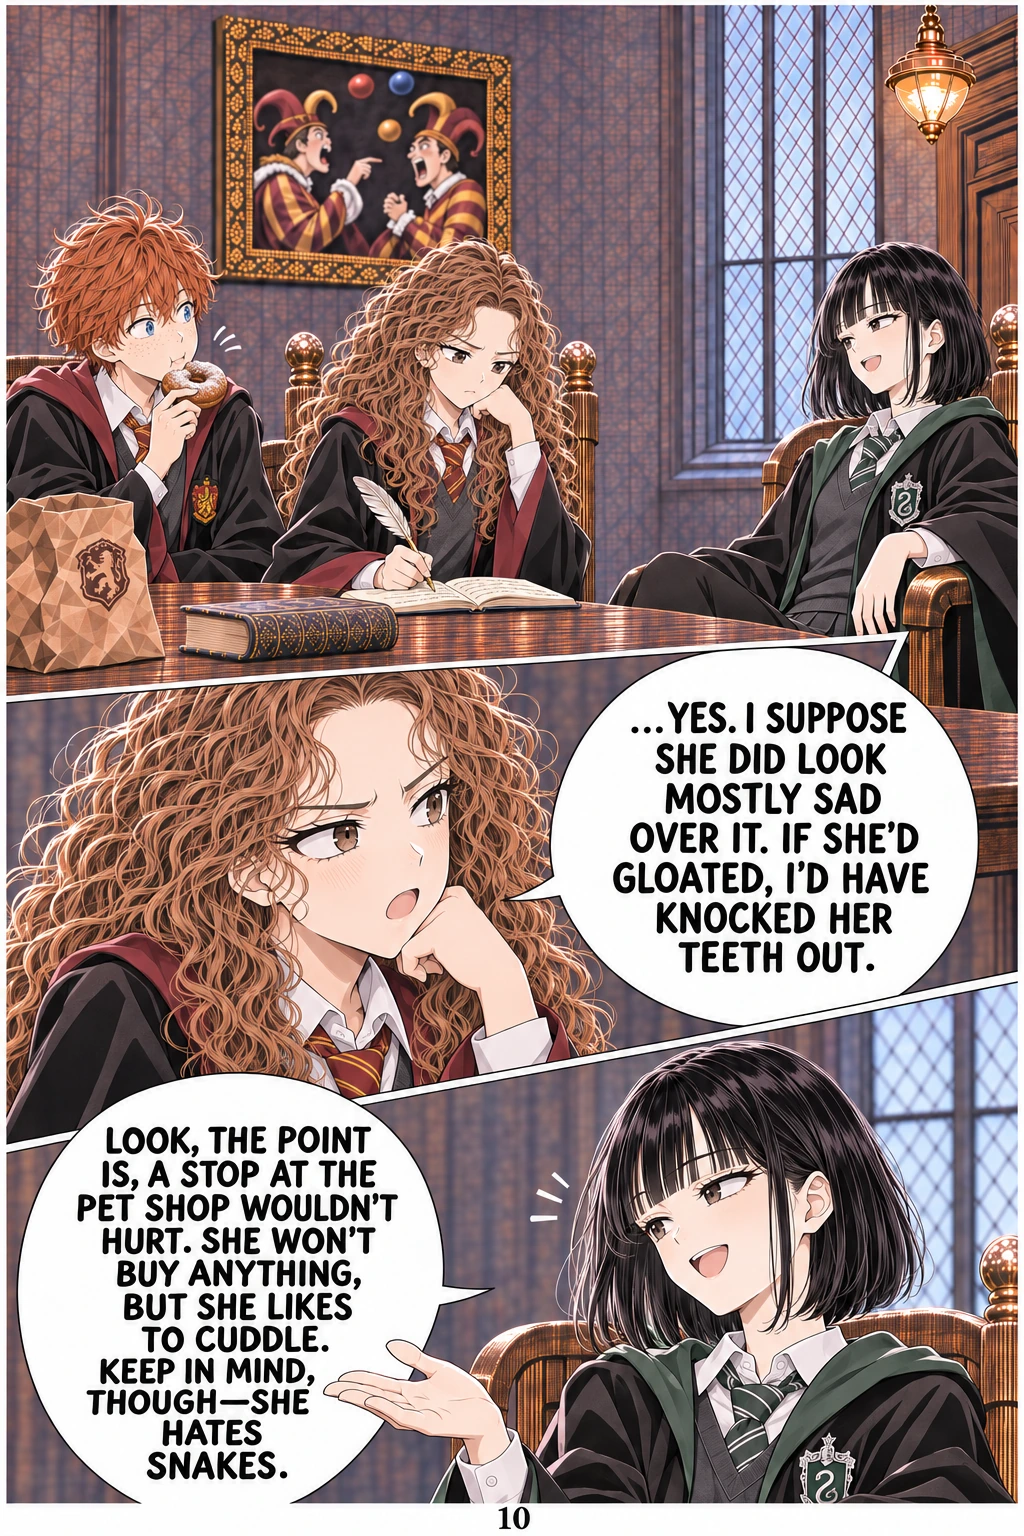 ...YES. I SUPPOSE
SHE DID LOOK
MOSTLY SAD
OVER IT. IF SHE'D
GLOATED, I'D HAVE
KNOCKED HER
TEETH OUT.
LOOK, THE POINT
IS, A STOP AT THE
PET SHOP WOULDN'T
HURT. SHE WON'T
BUY ANYTHING,
BUT SHE LIKES
TO CUDDLE.
KEEP IN MIND,
THOUGH—SHE
HATES
SNAKES.
10